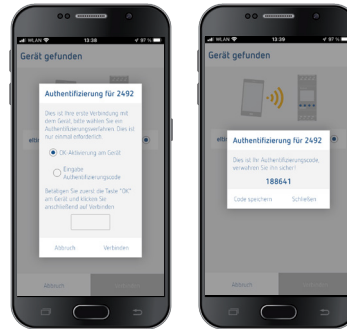 WLAN 13:38 97 %
Gerät gefunden
Authentifizierung für 2492
Dies ist Ihre erste Verbindung mit
dem Gerät, bitte wählen Sie ein
Authentifizierungsverfahren. Dies ist
nur einmal erforderlich.
OK-Aktivierung am Gerät
Eingabe
Authentifizierungscode
Betätigen Sie zuerst die Taste "OK"
am Gerät und klicken Sie
anschließend auf Verbinden
Abbruch Verbinden
Abbruch
WLAN 13:39 97 %
Gerät gefunden
Authentifizierung für 2492
Dies ist Ihr Authentifizierungscode,
verwahren Sie ihn sicher!
188641
Code speichern Schließen
Abbruch